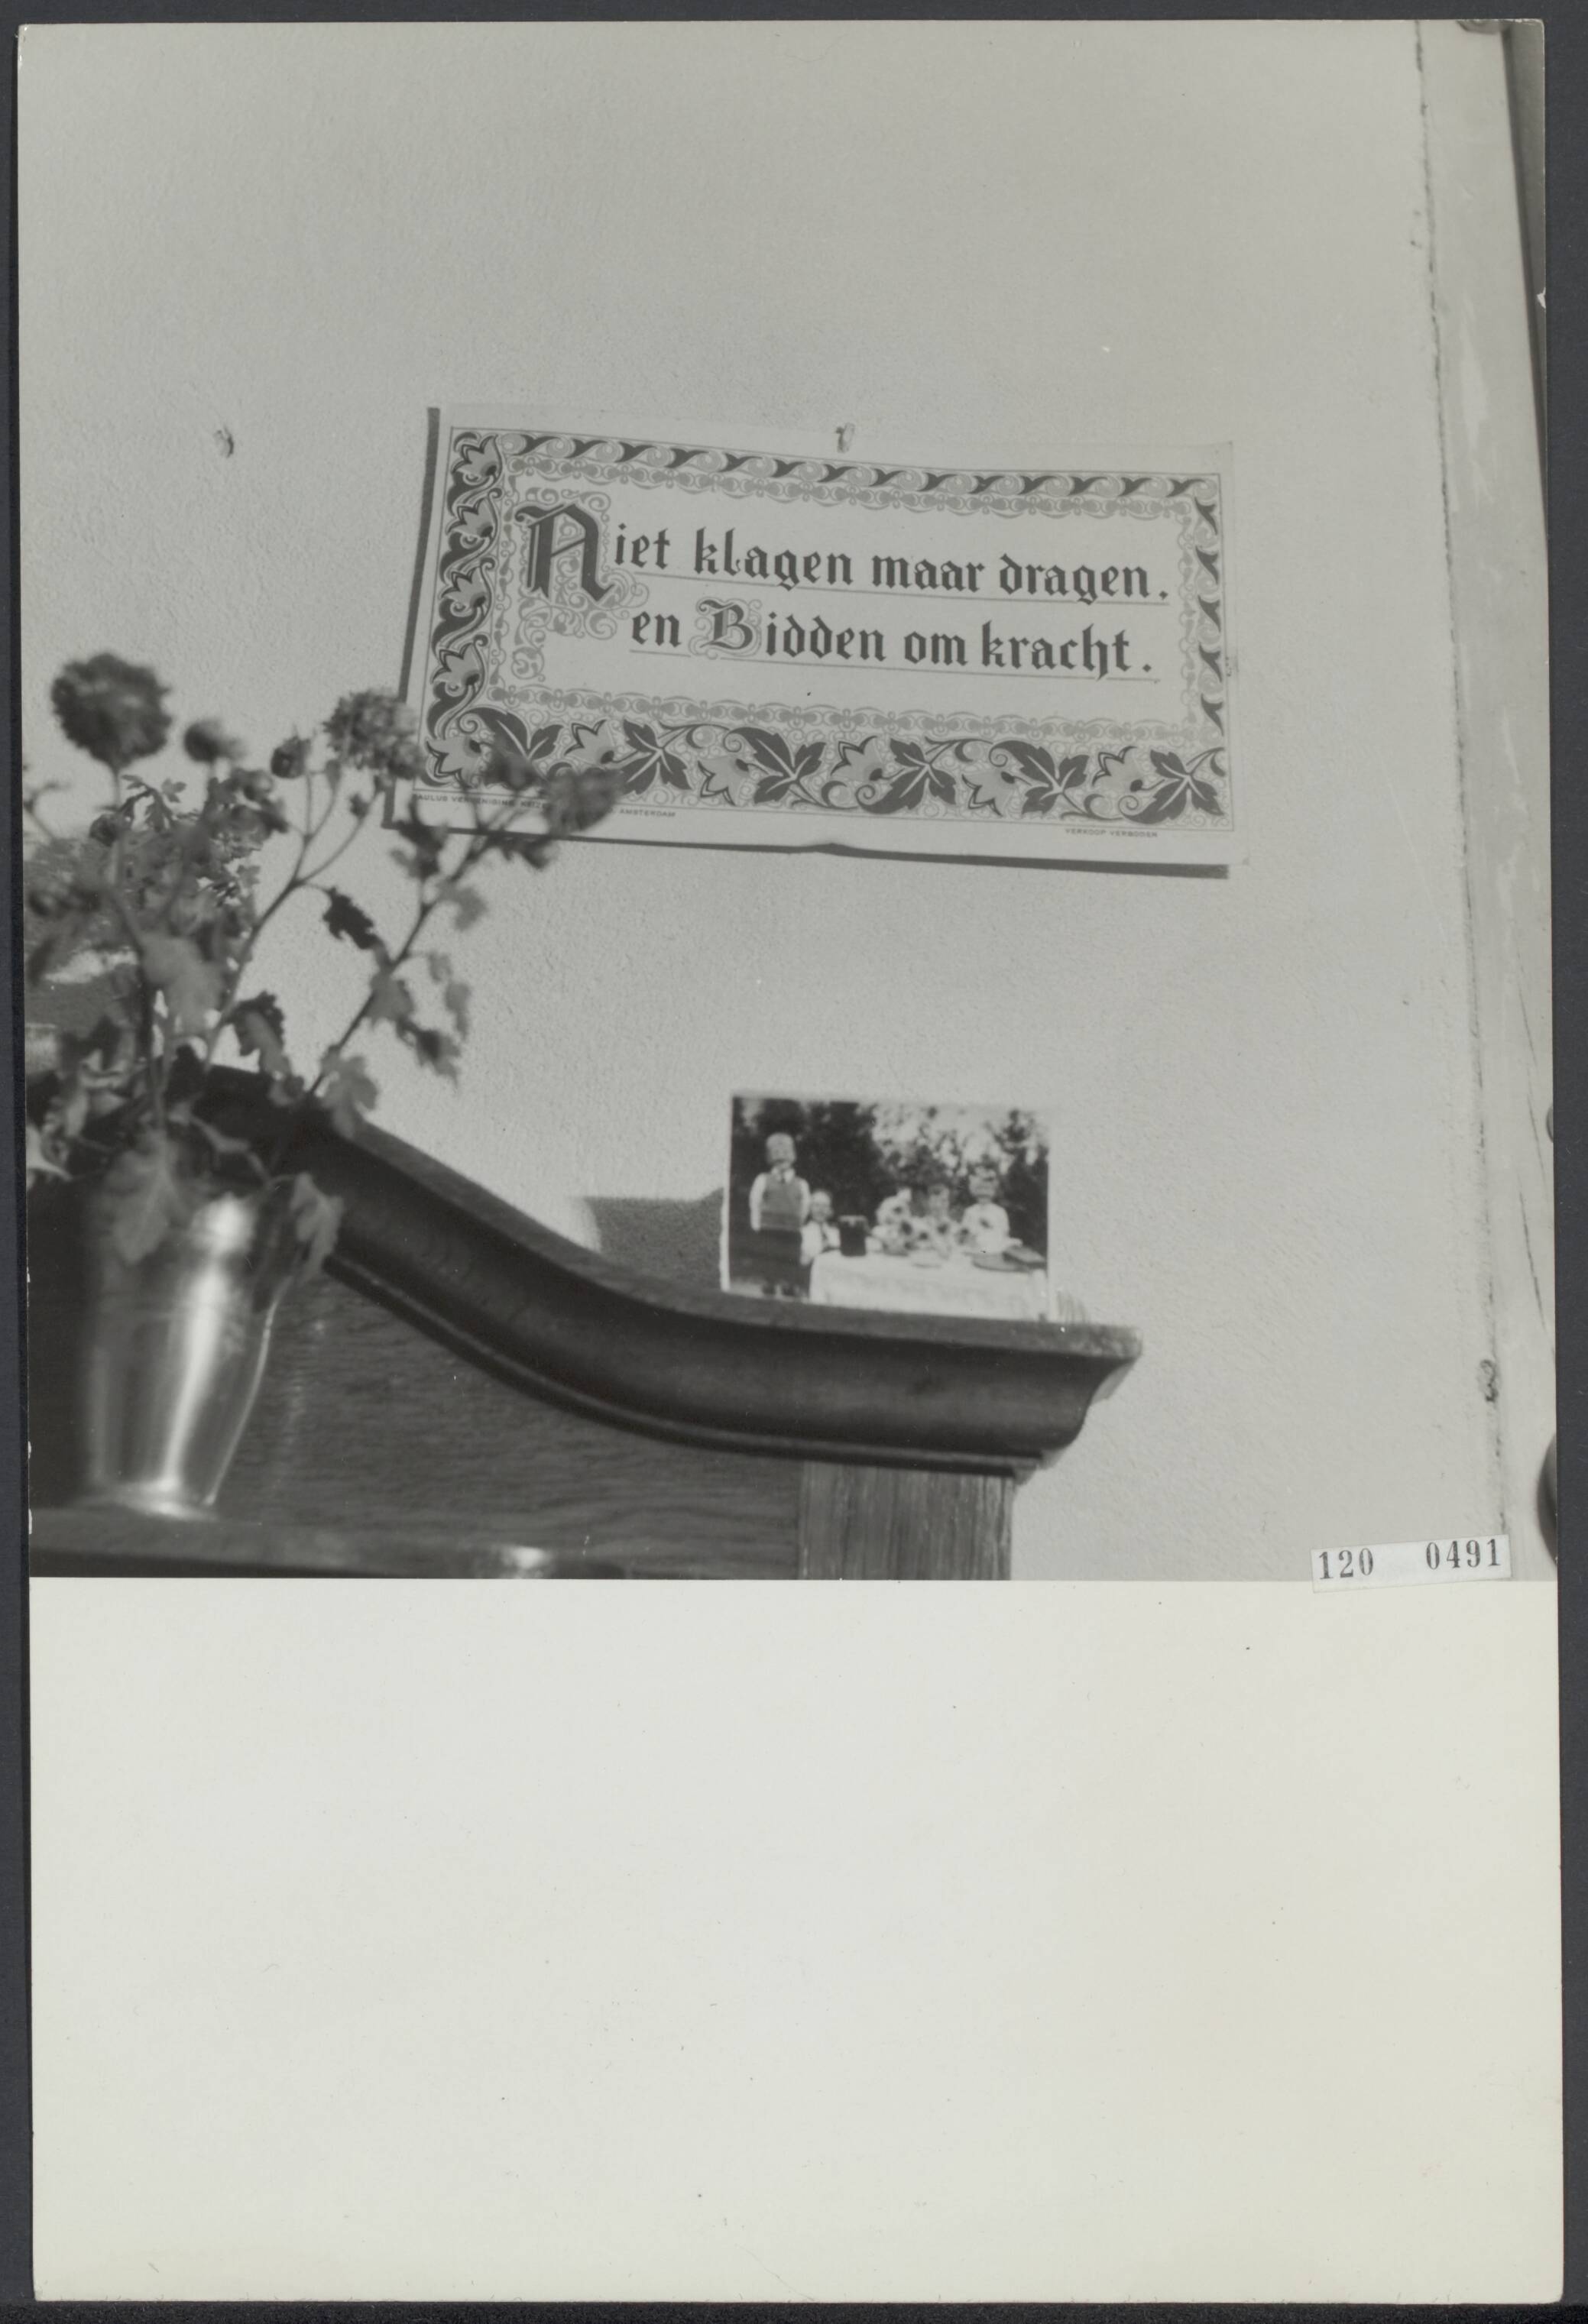 Niet klagen maar dragen.
en Bidden om kracht.
AMSTERDAM
VERKOOP VERBODEN
120 0491